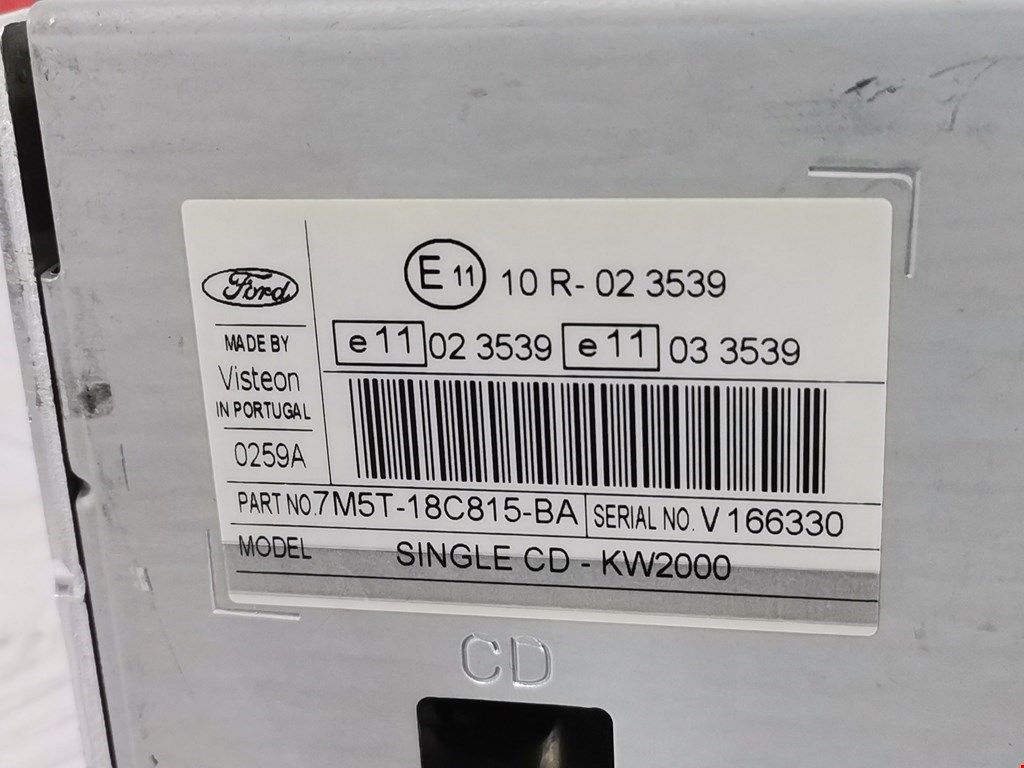 Ford
MADE BY
Visteon
IN PORTUGAL
0259A
E 11 10 R- 02 3539
e 11 02 3539 e 11 03 3539
PART NO. 7M5T-18C815-BA SERIAL NO. V 166330
MODEL SINGLE CD - KW2000
CD